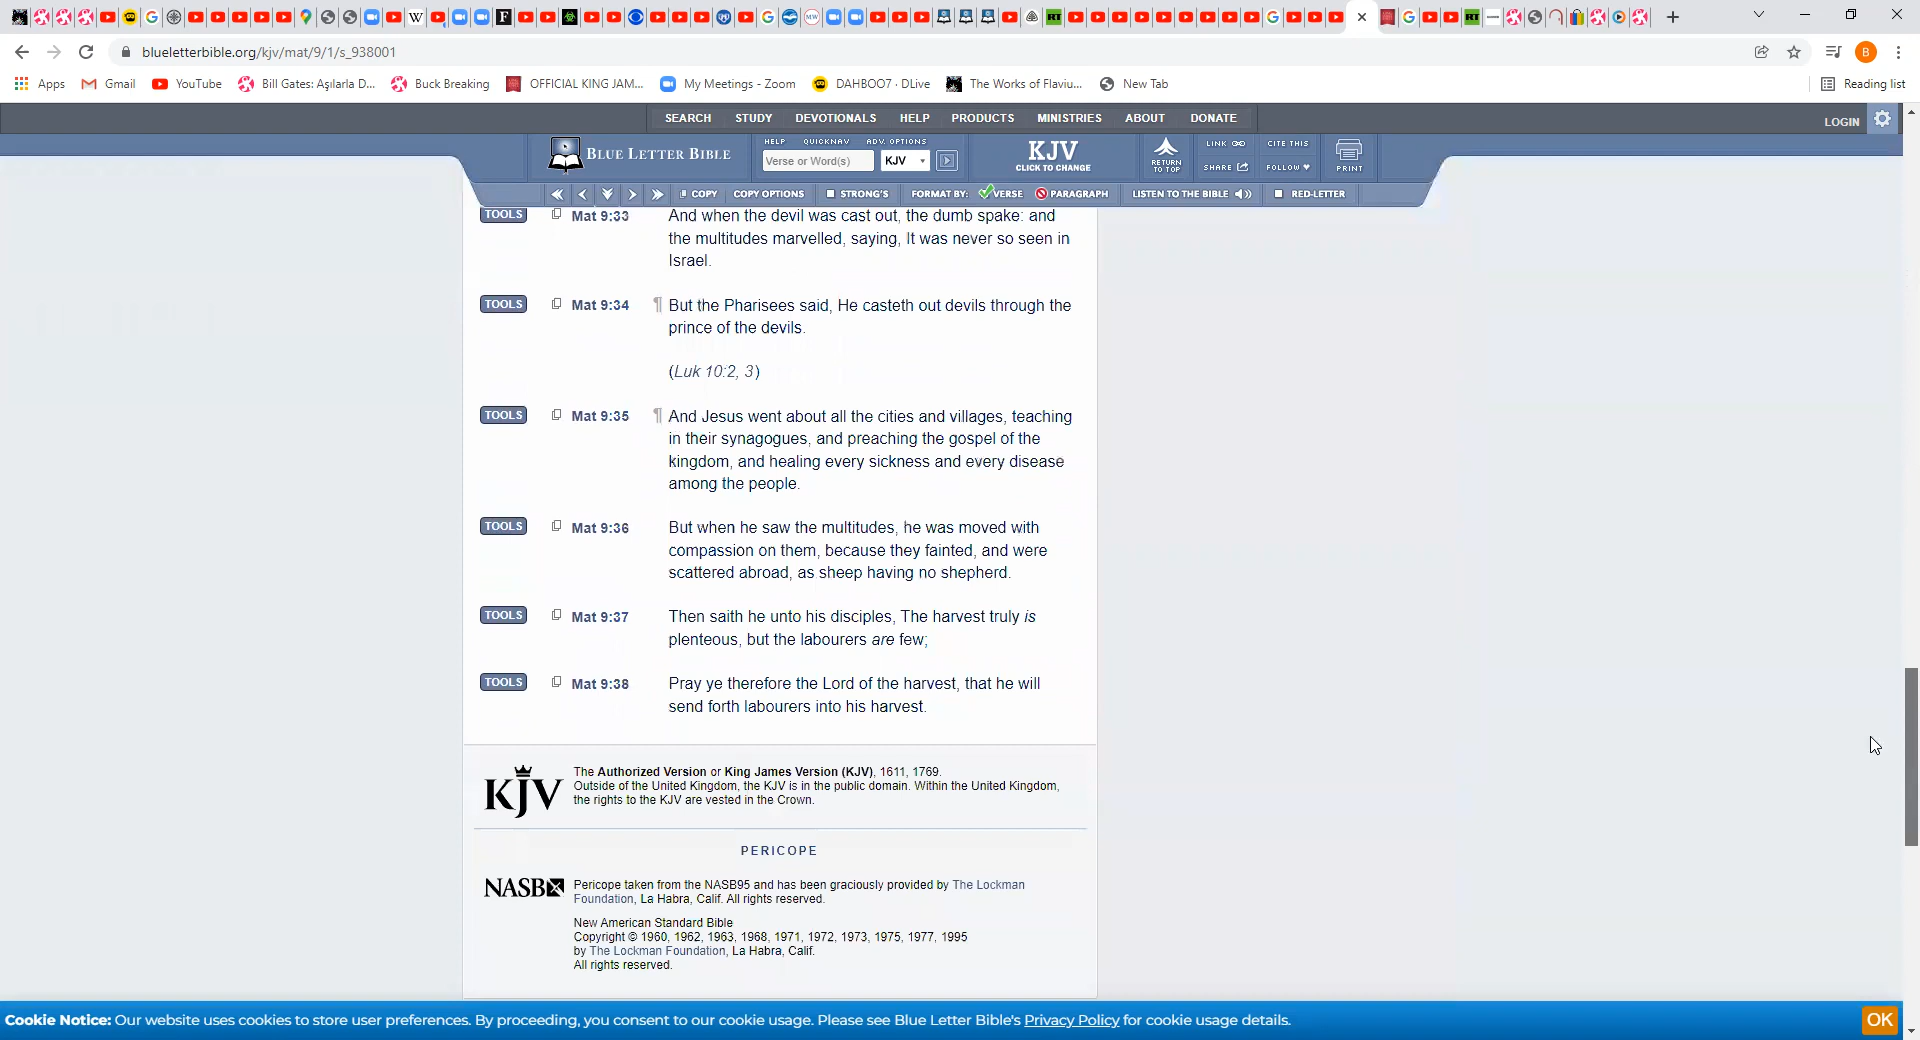 blueletterbible.org/kjv/mat/9/1/s_938001
B
Apps
Gmail
YouTube
Bill Gates: Aşılarla D...
Buck Breaking
OFFICIAL KING JAM...
My Meetings - Zoom
DAHBOO7 · DLive
The Works of Flaviu...
New Tab
Reading list
SEARCH STUDY DEVOTIONALS HELP PRODUCTS MINISTRIES ABOUT DONATE
LOGIN
BLUE LETTER BIBLE
HELP QUICKNAV ADV. OPTIONS
Verse or Word(s)
KJV
KJV
CLICK TO CHANGE
RETURN
TO TOP
LINK
CITE THIS
SHARE
FOLLOW
PRINT
COPY COPY OPTIONS STRONG'S FORMAT BY: VERSE PARAGRAPH LISTEN TO THE BIBLE RED-LETTER
TOOLS Mat 9:33 And when the devil was cast out, the dumb spake: and
the multitudes marvelled, saying, It was never so seen in
Israel.
TOOLS Mat 9:34 ¶ But the Pharisees said, He casteth out devils through the
prince of the devils.
(Luk 10:2, 3)
TOOLS Mat 9:35 ¶ And Jesus went about all the cities and villages, teaching
in their synagogues, and preaching the gospel of the
kingdom, and healing every sickness and every disease
among the people.
TOOLS Mat 9:36 But when he saw the multitudes, he was moved with
compassion on them, because they fainted, and were
scattered abroad, as sheep having no shepherd.
TOOLS Mat 9:37 Then saith he unto his disciples, The harvest truly is
plenteous, but the labourers are few;
TOOLS Mat 9:38 Pray ye therefore the Lord of the harvest, that he will
send forth labourers into his harvest.
KJV
The Authorized Version or King James Version (KJV), 1611, 1769.
Outside of the United Kingdom, the KJV is in the public domain. Within the United Kingdom,
the rights to the KJV are vested in the Crown.
PERICOPE
NASB
Pericope taken from the NASB95 and has been graciously provided by The Lockman
Foundation, La Habra, Calif. All rights reserved.
New American Standard Bible
Copyright © 1960, 1962, 1963, 1968, 1971, 1972, 1973, 1975, 1977, 1995
by The Lockman Foundation, La Habra, Calif.
All rights reserved.
Cookie Notice: Our website uses cookies to store user preferences. By proceeding, you consent to our cookie usage. Please see Blue Letter Bible's Privacy Policy for cookie usage details.
OK